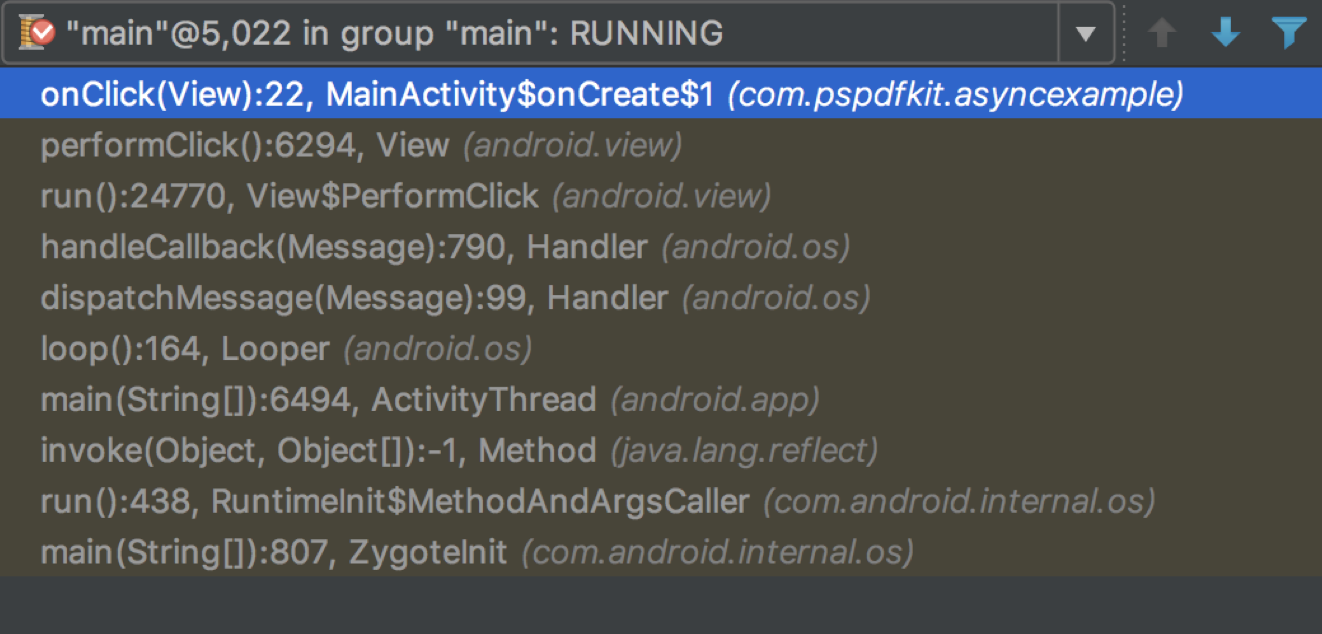 "main"@5,022 in group "main": RUNNING
onClick(View):22, MainActivity$onCreate$1 (com.pspdfkit.asyncexample)
performClick():6294, View (android.view)
run():24770, View$PerformClick (android.view)
handleCallback(Message):790, Handler (android.os)
dispatchMessage(Message):99, Handler (android.os)
loop():164, Looper (android.os)
main(String[]):6494, ActivityThread (android.app)
invoke(Object, Object[]):-1, Method (java.lang.reflect)
run():438, RuntimeInit$MethodAndArgsCaller (com.android.internal.os)
main(String[]):807, ZygoteInit (com.android.internal.os)